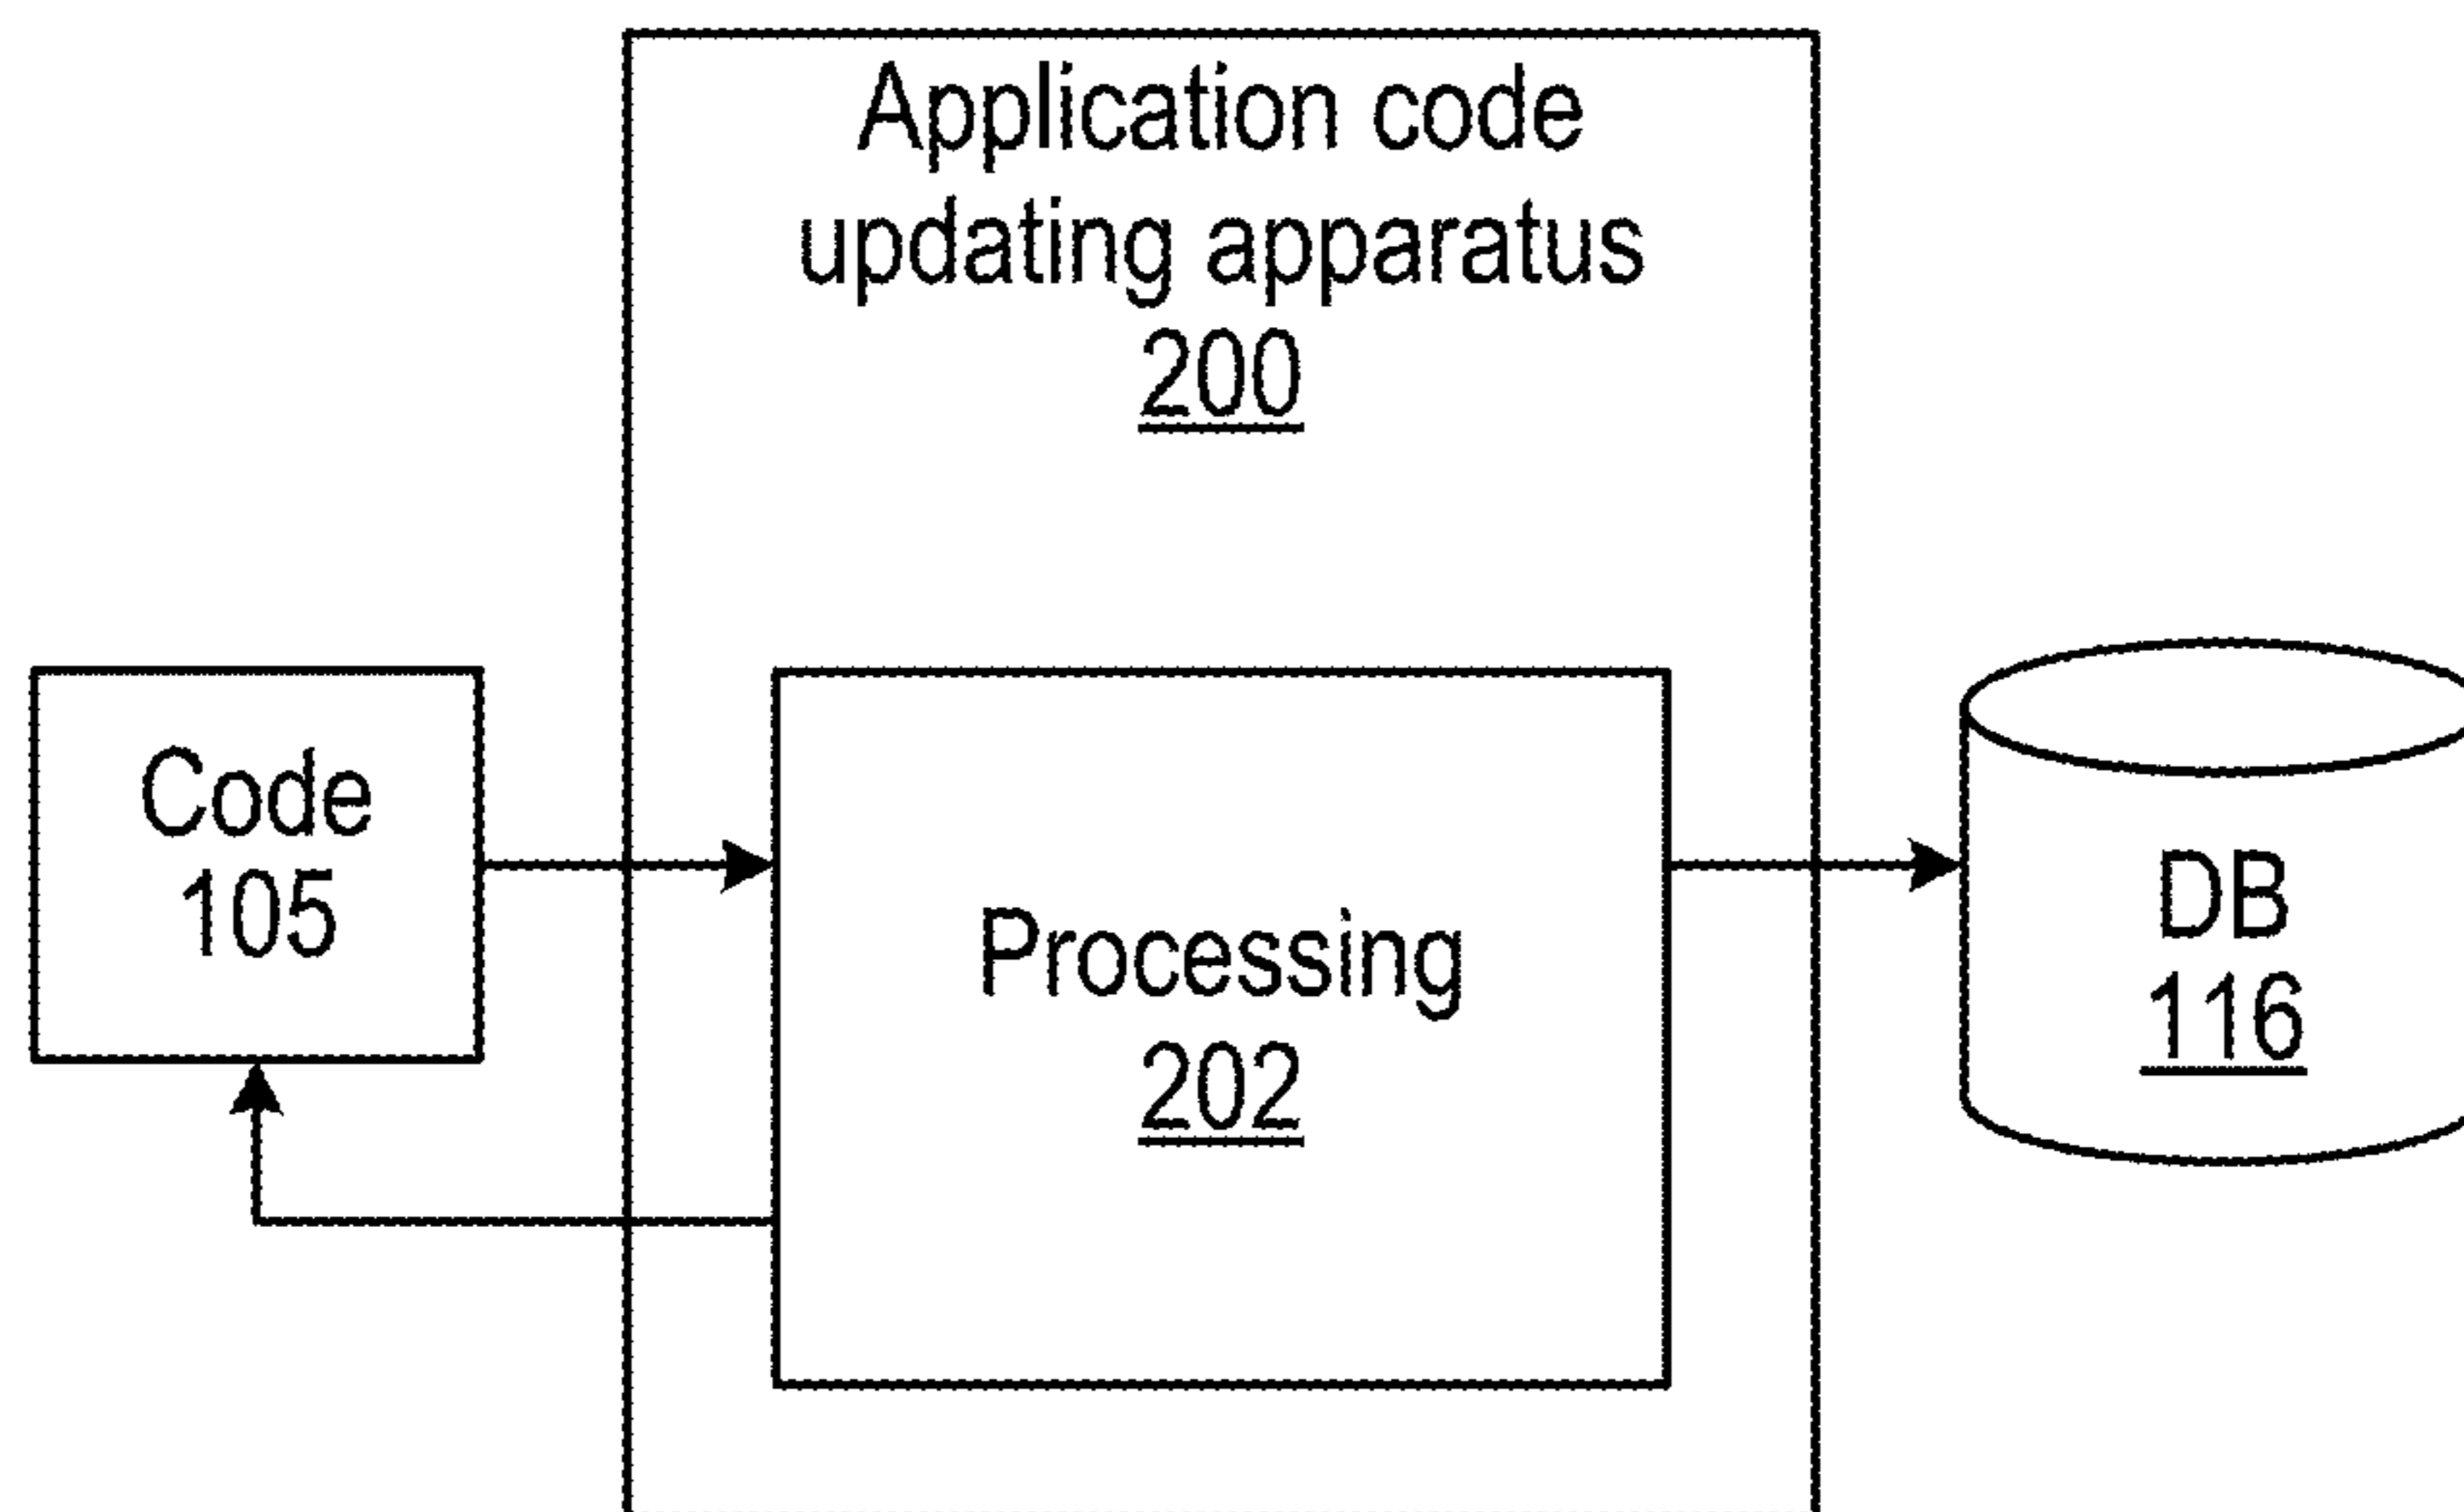 Application code
updating apparatus
200
Code
105
Processing
202
DB
116